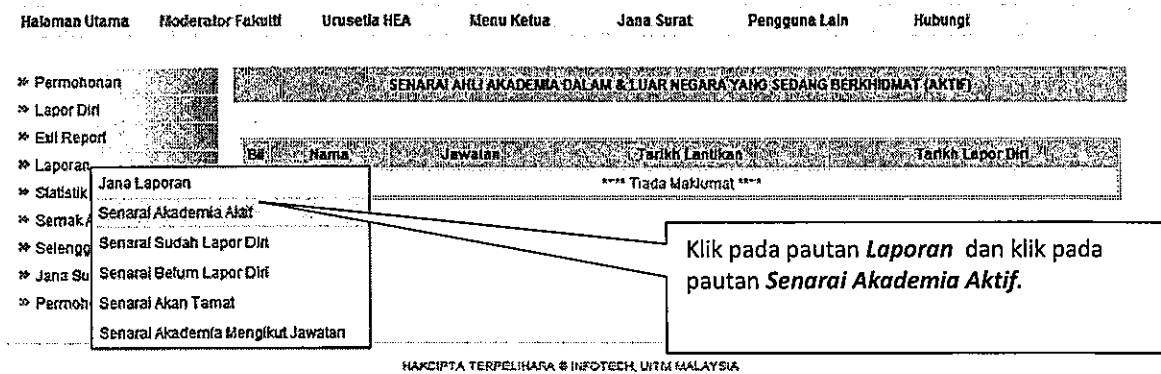 Halaman Utama Moderator Fakulti Urusetia HEA Menu Ketua Jana Surat Pengguna Lain Hubungi
» Permohonan
SENARAI AHLI AKADEMIA DALAM & LUAR NEGARA YANG SEDANG BERKHIDMAT (AKTIF)
» Lapor Diri
» Exit Report
» Laporan
Bil Nama Jawatan Tarikh Lantikan Tarikh Lapor Diri
**** Tiada Maklumat ****
» Statistik
» Semak A
» Selengg
» Jana Su
» Permoh
Jana Laporan
Senarai Akademia Aktif
Senarai Sudah Lapor Diri
Senarai Belum Lapor Diri
Senarai Akan Tamat
Senarai Akademia Mengikut Jawatan
Klik pada pautan Laporan dan klik pada
pautan Senarai Akademia Aktif.
HAKCIPTA TERPELIHARA © INFOTECH, UITM MALAYSIA